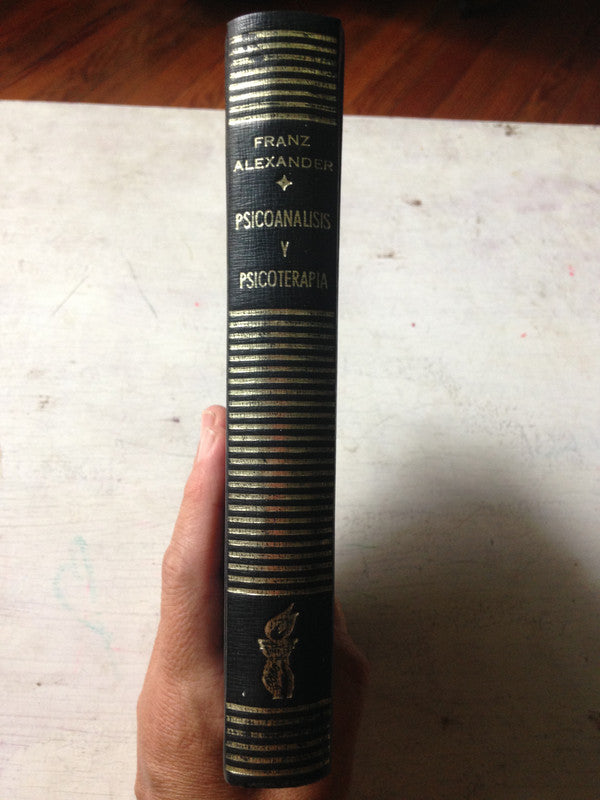 FRANZ
ALEXANDER
PSICOANALISIS
Y
PSICOTERAPIA